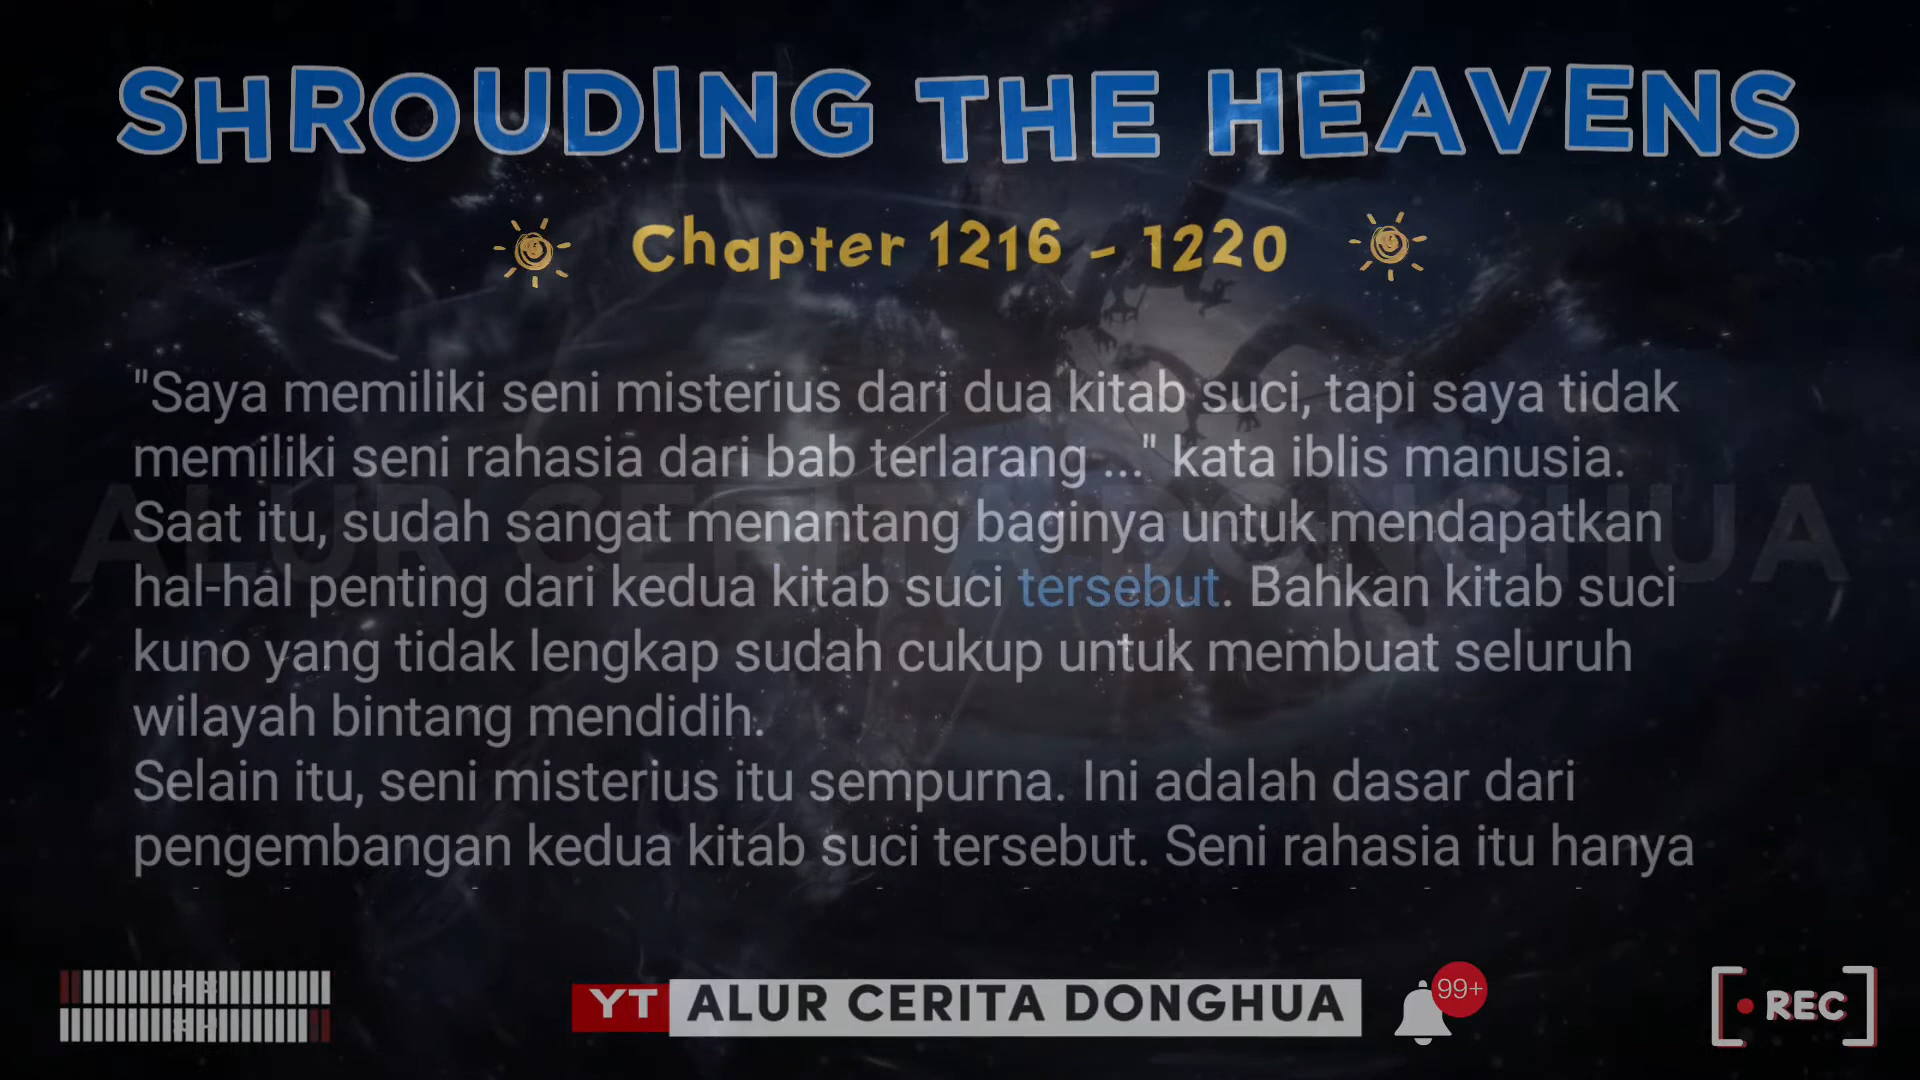 SHROUDING THE HEAVENS
Chapter 1216 - 1220
"Saya memiliki seni misterius dari dua kitab suci, tapi saya tidak
memiliki seni rahasia dari bab terlarang ..." kata iblis manusia.
Saat itu, sudah sangat menantang baginya untuk mendapatkan
hal-hal penting dari kedua kitab suci tersebut. Bahkan kitab suci
kuno yang tidak lengkap sudah cukup untuk membuat seluruh
wilayah bintang mendidih.
Selain itu, seni misterius itu sempurna. Ini adalah dasar dari
pengembangan kedua kitab suci tersebut. Seni rahasia itu hanya
ALUR CERITA DONGHUA
YT ALUR CERITA DONGHUA
99+
REC